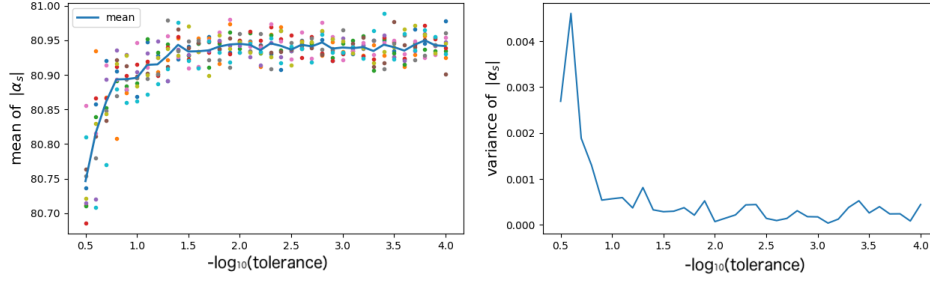 81.00
80.95
80.90
80.85
80.80
80.75
80.70
mean of |αₛ|
mean
0.5 1.0 1.5 2.0 2.5 3.0 3.5 4.0
-log₁₀(tolerance)
0.004
0.003
0.002
0.001
0.000
variance of |αₛ|
0.5 1.0 1.5 2.0 2.5 3.0 3.5 4.0
-log₁₀(tolerance)